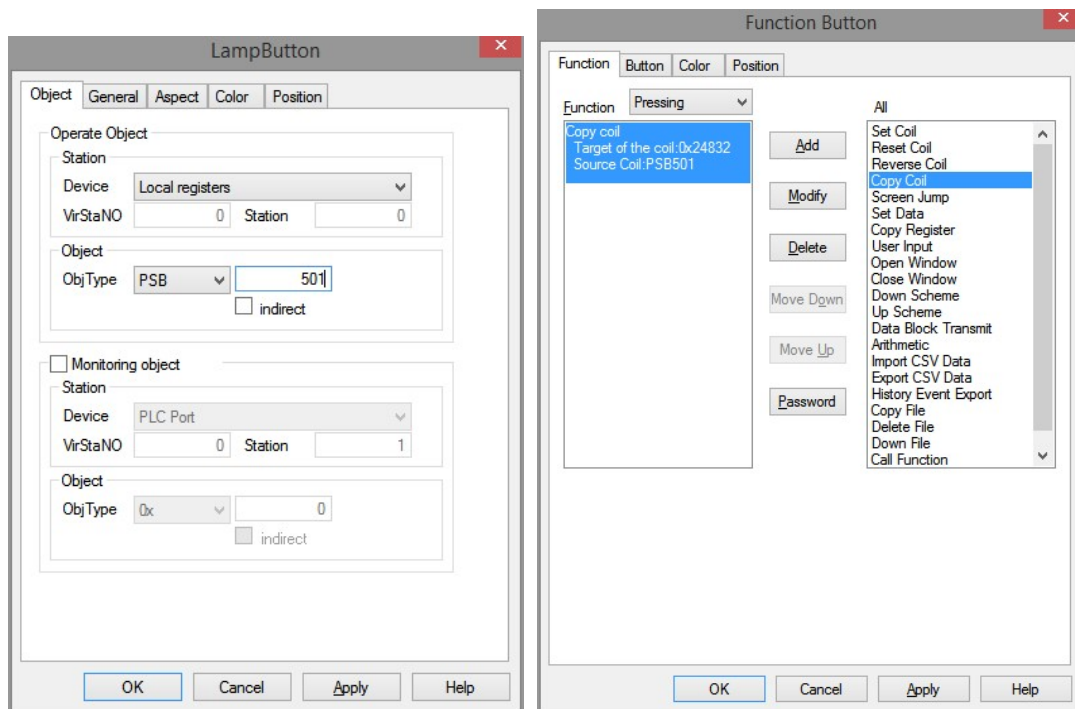 LampButton
Object General Aspect Color Position
Operate Object
Station
Device Local registers
VirStaNO 0 Station 0
Object
ObjType PSB 501
indirect
Monitoring object
Station
Device PLC Port
VirStaNO 0 Station 1
Object
ObjType 0x 0
indirect
OK Cancel Apply Help
Function Button
Function Button Color Position
Function Pressing All
Copy coil
Target of the coil:0x24832
Source Coil:PSB501
Add
Modify
Delete
Move Down
Move Up
Password
Set Coil
Reset Coil
Reverse Coil
Copy Coil
Screen Jump
Set Data
Copy Register
User Input
Open Window
Close Window
Down Scheme
Up Scheme
Data Block Transmit
Arithmetic
Import CSV Data
Export CSV Data
History Event Export
Copy File
Delete File
Down File
Call Function
OK Cancel Apply Help